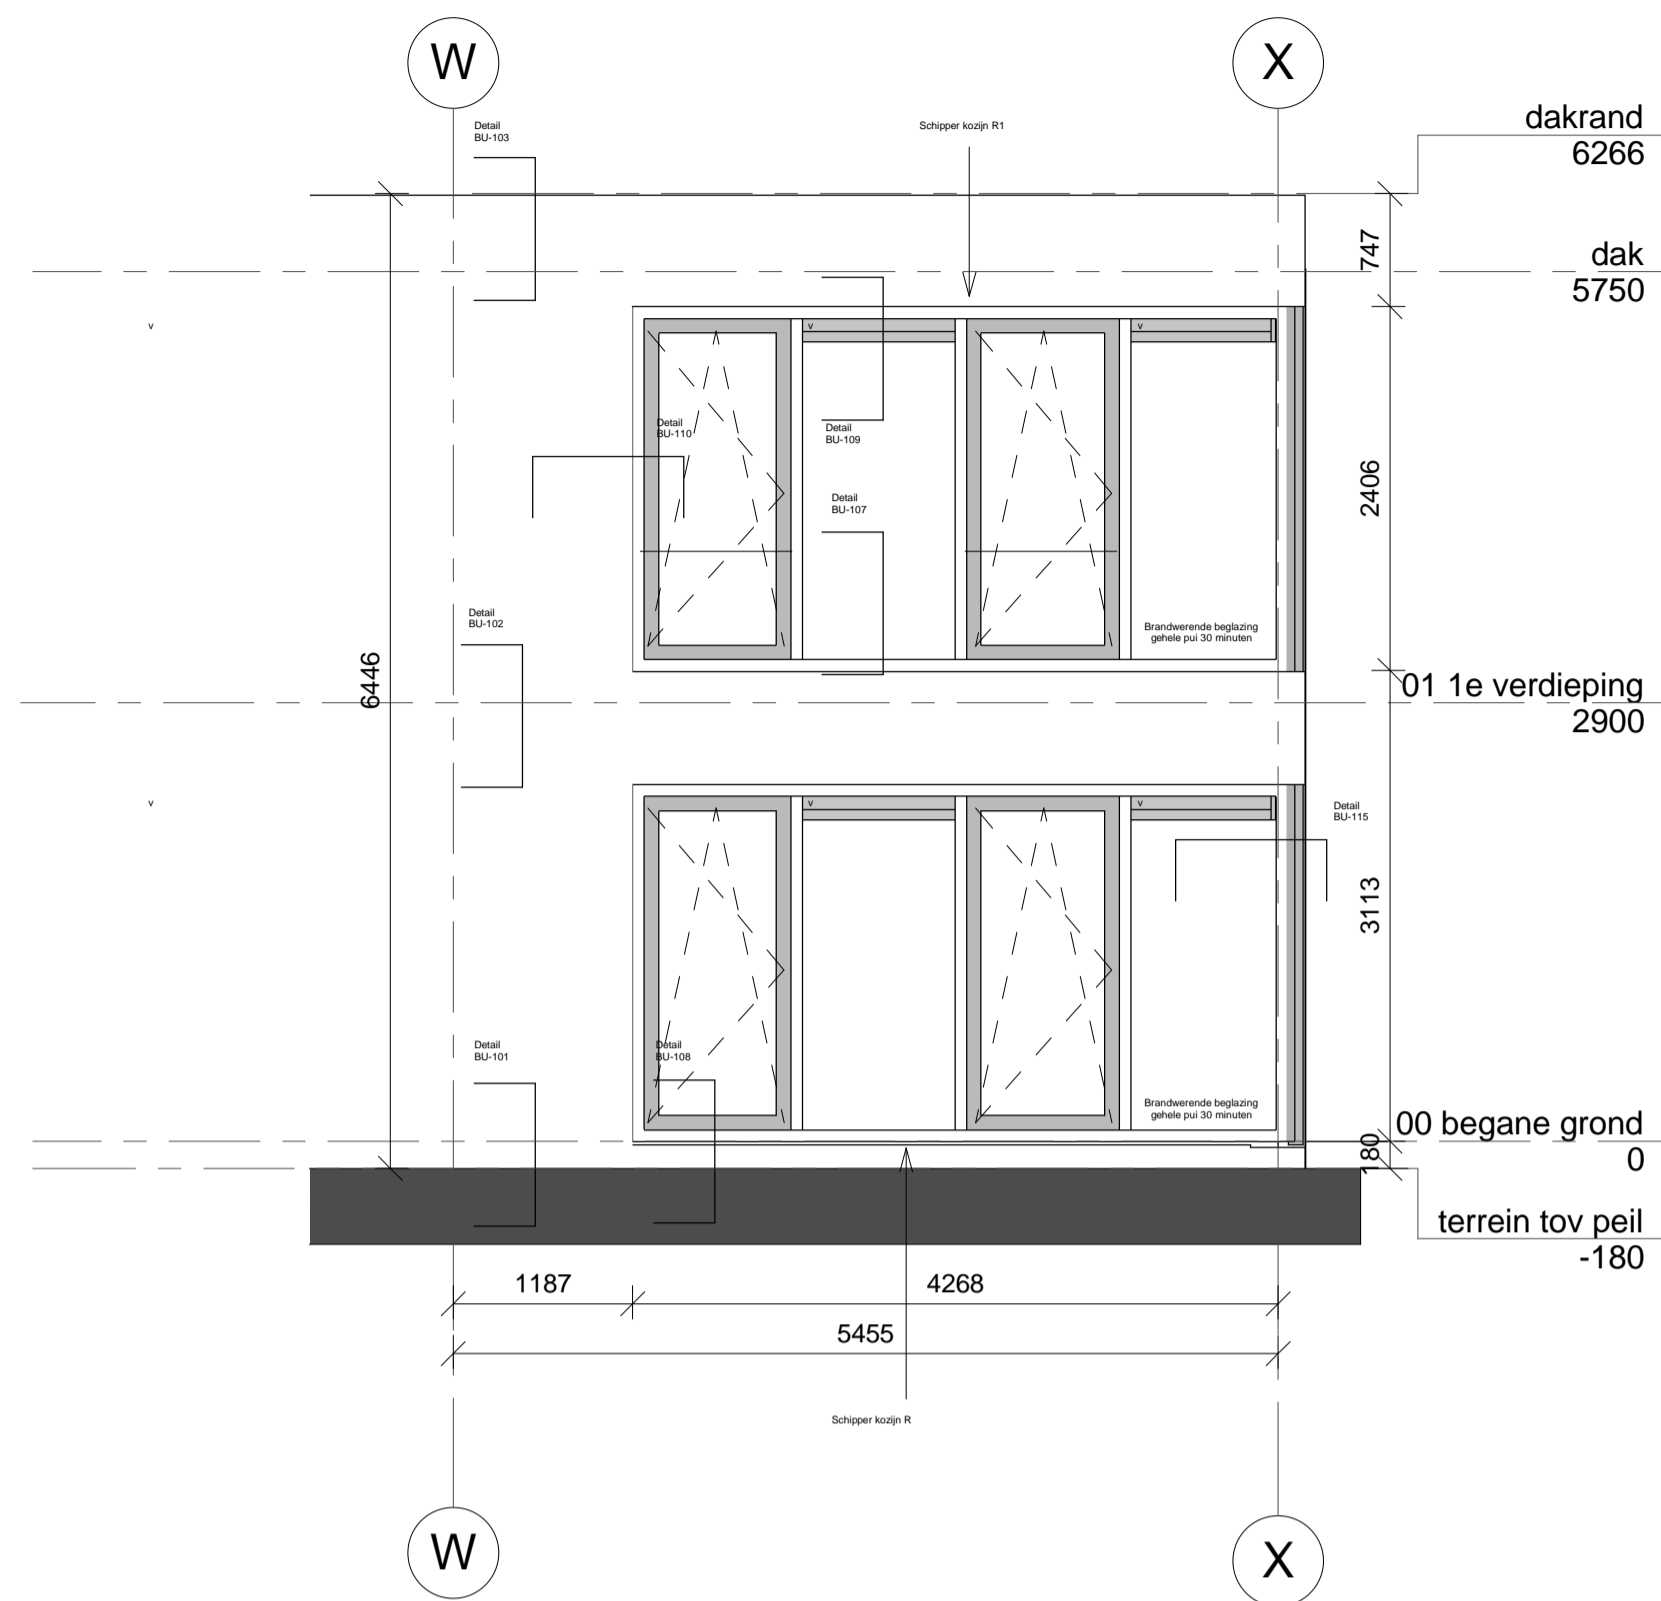 W
X
dakrand
6266
Detail
BU-103
Schipper kozijn R1
747
dak
5750
v
v
v
Detail
BU-110
Detail
BU-109
2406
Detail
BU-107
Detail
BU-102
Brandwerende beglazing
gehele pui 30 minuten
6446
01 1e verdieping
2900
v
v
v
Detail
BU-115
3113
Detail
BU-101
Detail
BU-108
Brandwerende beglazing
gehele pui 30 minuten
00 begane grond
0
180
terrein tov peil
-180
1187
4268
5455
Schipper kozijn R
W
X